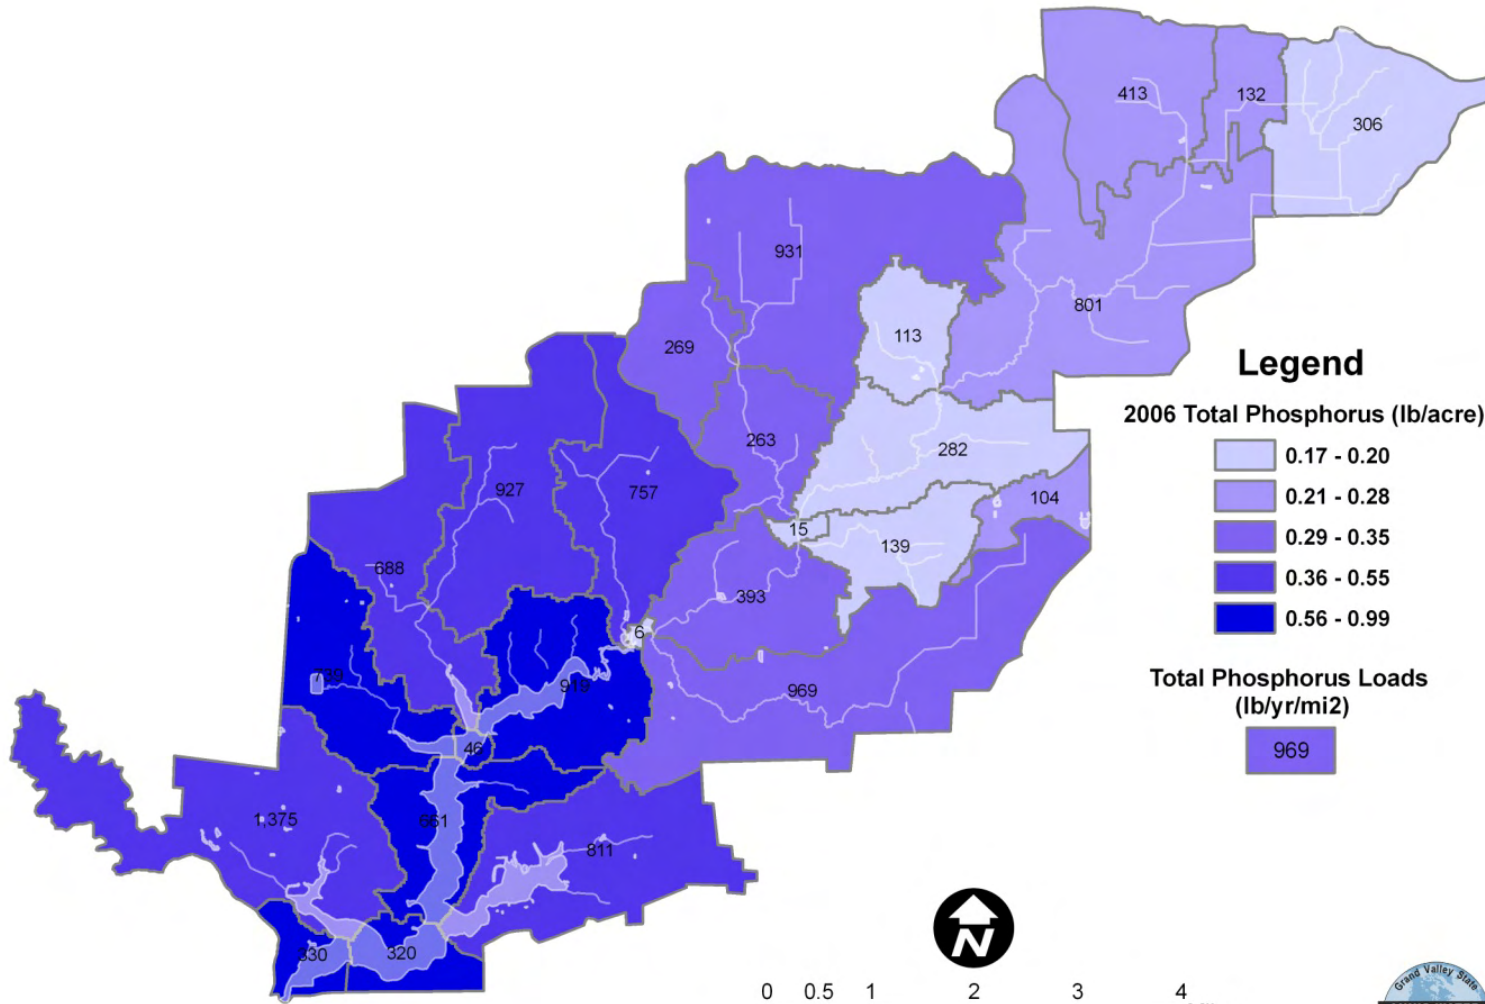 413
132
306
931
801
113
269
263
282
927
757
104
15
139
688
393
6
739
919
969
46
1,375
661
811
330
320
Legend
2006 Total Phosphorus (lb/acre)
0.17 - 0.20
0.21 - 0.28
0.29 - 0.35
0.36 - 0.55
0.56 - 0.99
Total Phosphorus Loads
(lb/yr/mi2)
969
N
0 0.5 1 2 3 4
Grand Valley State